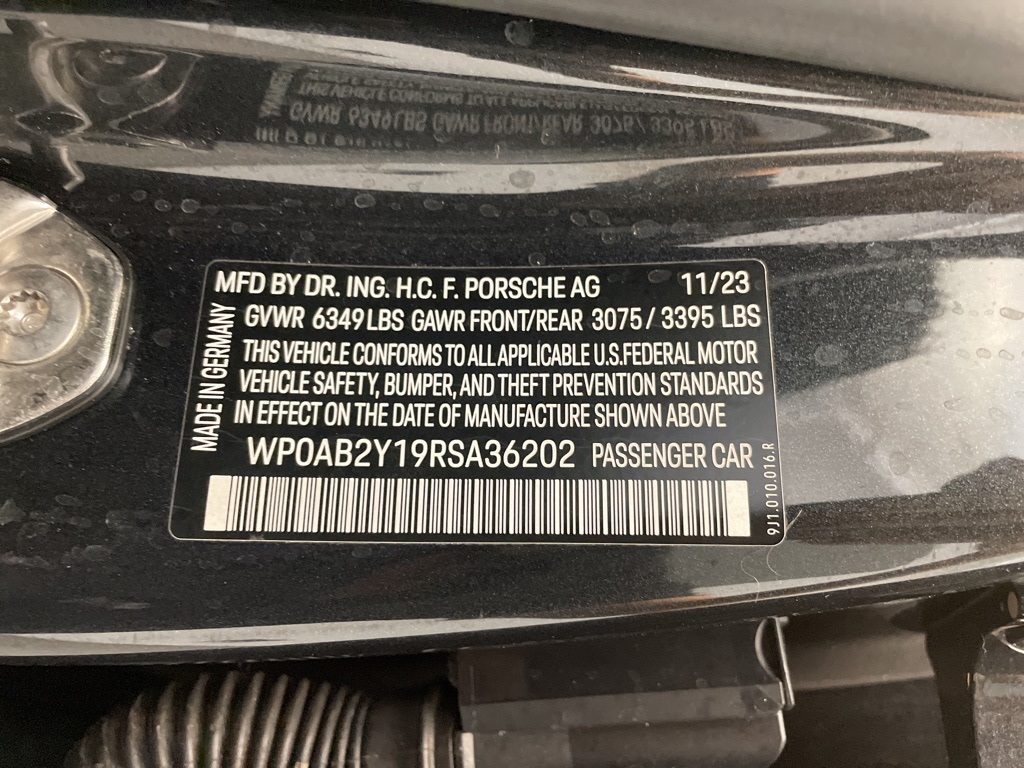 MFD BY DR. ING. H.C. F. PORSCHE AG 11/23
GVWR 6349 LBS GAWR FRONT/REAR 3075 / 3395 LBS
THIS VEHICLE CONFORMS TO ALL APPLICABLE U.S. FEDERAL MOTOR
VEHICLE SAFETY, BUMPER, AND THEFT PREVENTION STANDARDS
IN EFFECT ON THE DATE OF MANUFACTURE SHOWN ABOVE
WP0AB2Y19RSA36202 PASSENGER CAR
MADE IN GERMANY
9J1.010.016.R